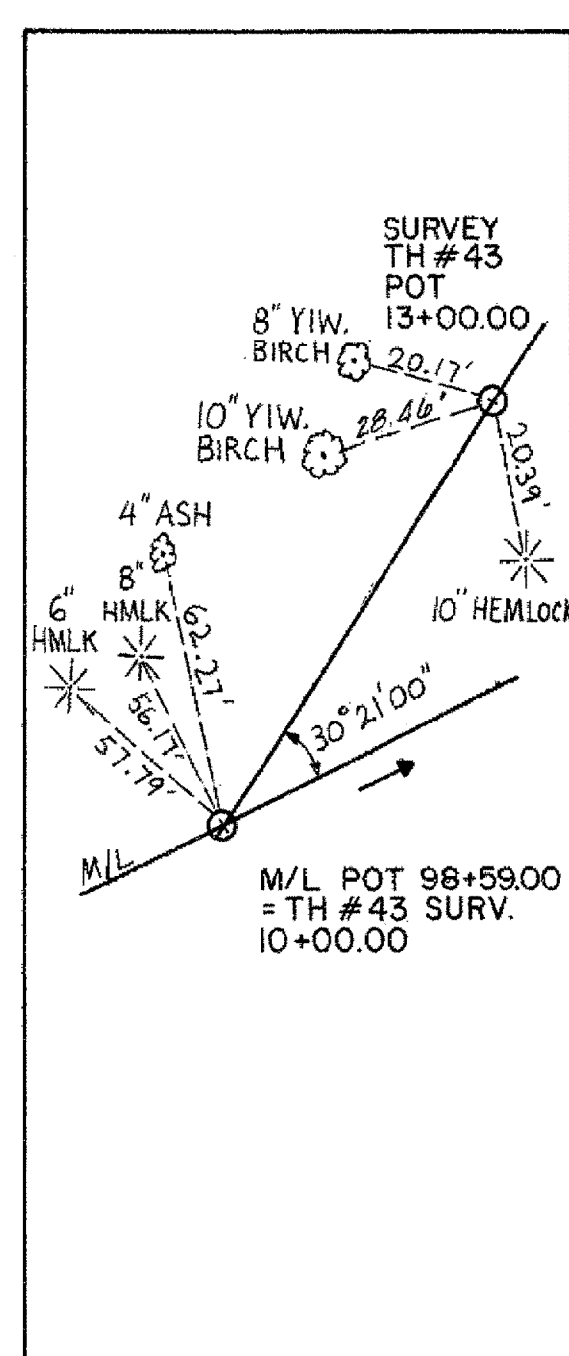 SURVEY
TH #43
POT
13+00.00
8" YIW.
BIRCH
20.17'
10" YIW.
BIRCH
28.46'
20.39'
10" HEMLOCK
4" ASH
8"
HMLK
6"
HMLK
62.27'
56.17'
57.79'
30°21'00"
M/L
M/L POT 98+59.00
= TH #43 SURV.
10+00.00